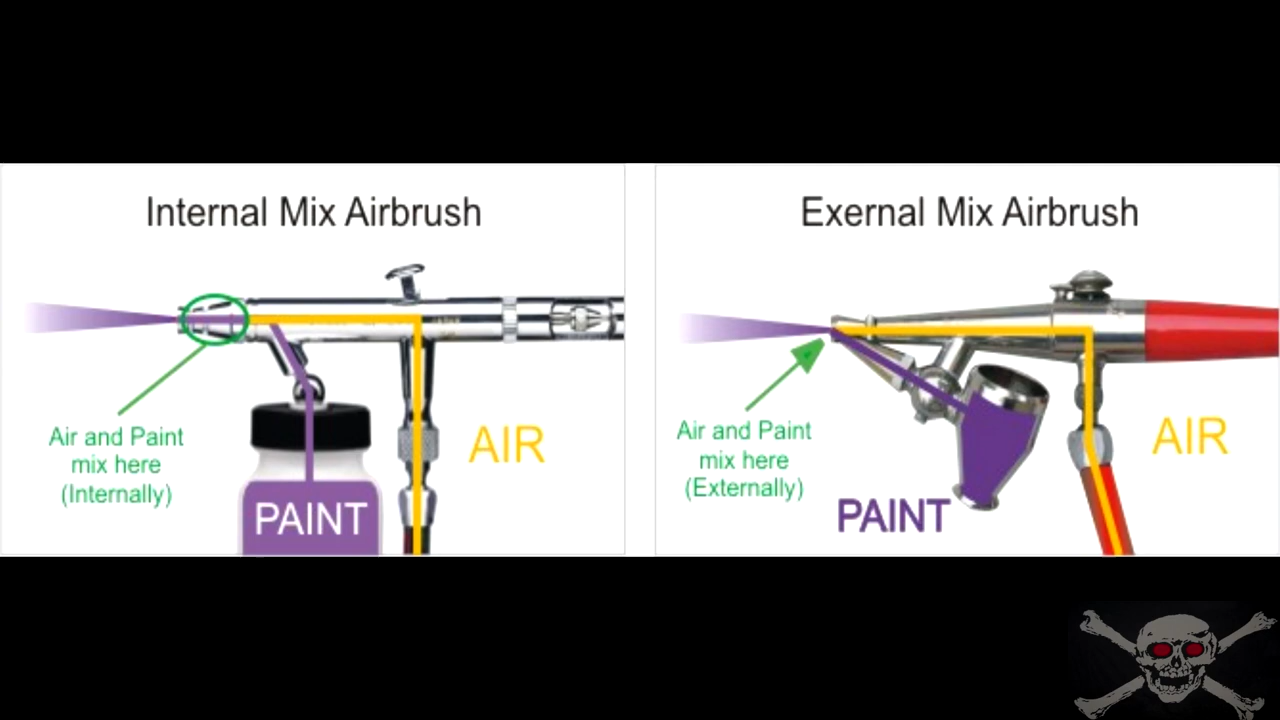 Internal Mix Airbrush
Air and Paint
mix here
(Internally)
PAINT
AIR
Exernal Mix Airbrush
Air and Paint
mix here
(Externally)
PAINT
AIR